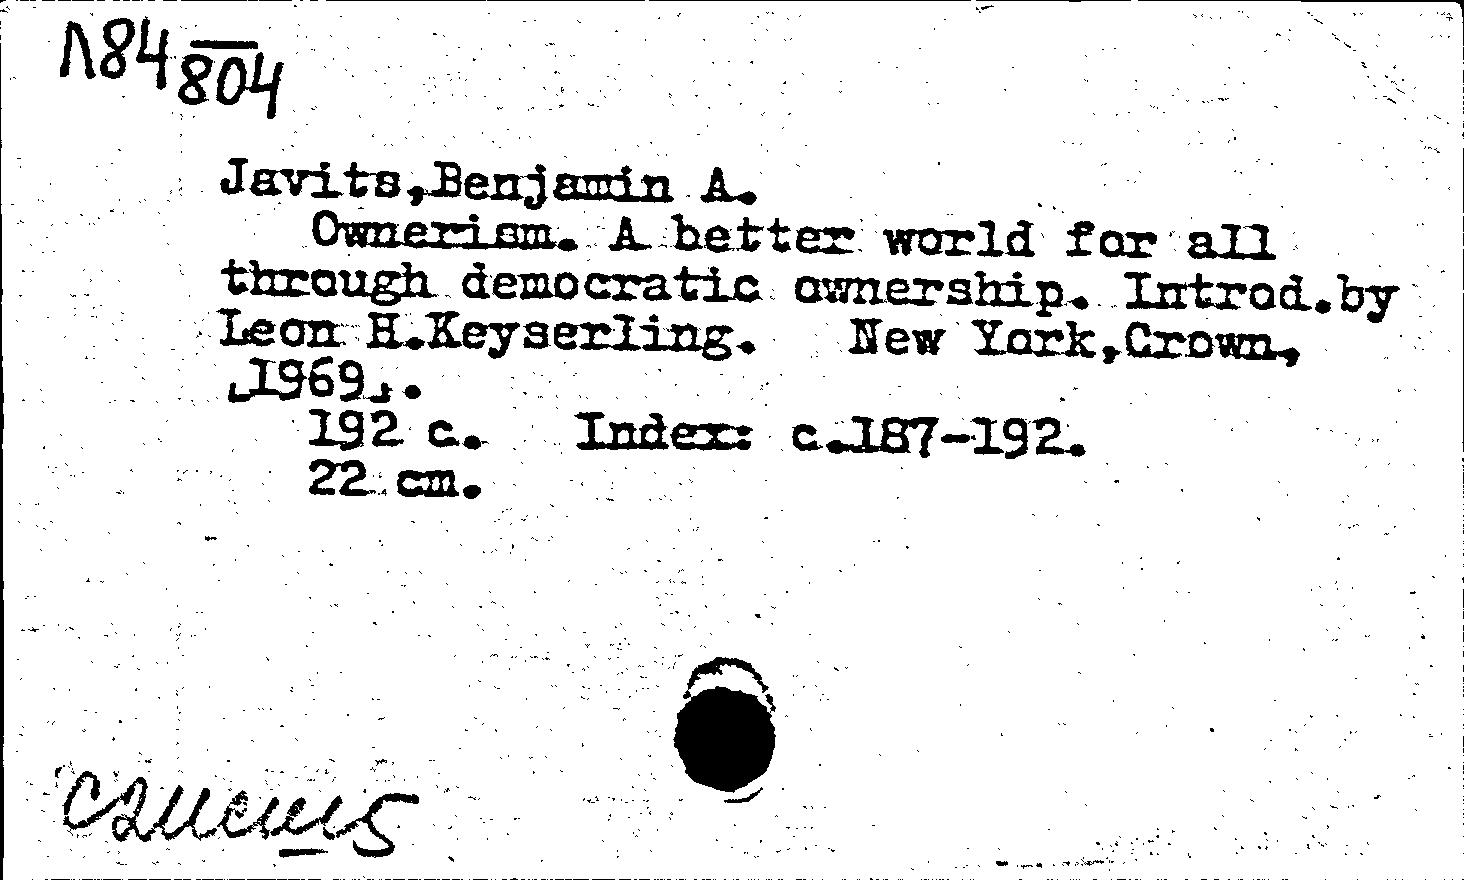 Л84
804
Javits,Benjamin A.
Ownerism. A better world for all
through democratic ownership. Introd.by
Leon H.Keyserling. New York,Crown,
[1969].
192 c. Index: c.187-192.
22 cm.